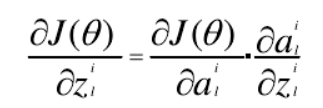 ∂J(θ)/∂z_l^i = ∂J(θ)/∂a_l^i · ∂a_l^i/∂z_l^i